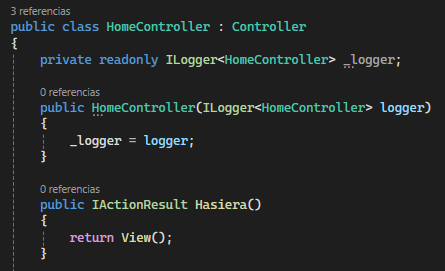 3 referencias
public class HomeController : Controller
{
private readonly ILogger<HomeController> _logger;
0 referencias
public HomeController(ILogger<HomeController> logger)
{
_logger = logger;
}
0 referencias
public IActionResult Hasiera()
{
return View();
}